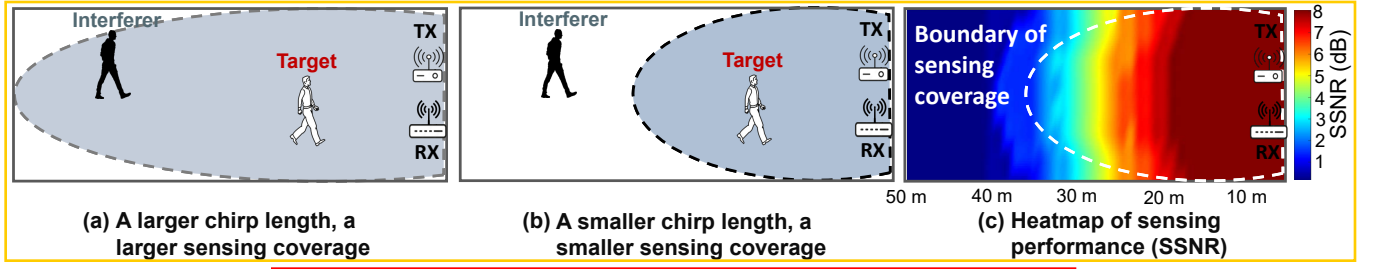 Interferer
Target
TX
RX
(a) A larger chirp length, a
larger sensing coverage
Interferer
Target
TX
RX
(b) A smaller chirp length, a
smaller sensing coverage
Boundary of
sensing
coverage
TX
RX
8
7
6
5
4
3
2
1
SSNR (dB)
50 m 40 m 30 m 20 m 10 m
(c) Heatmap of sensing
performance (SSNR)